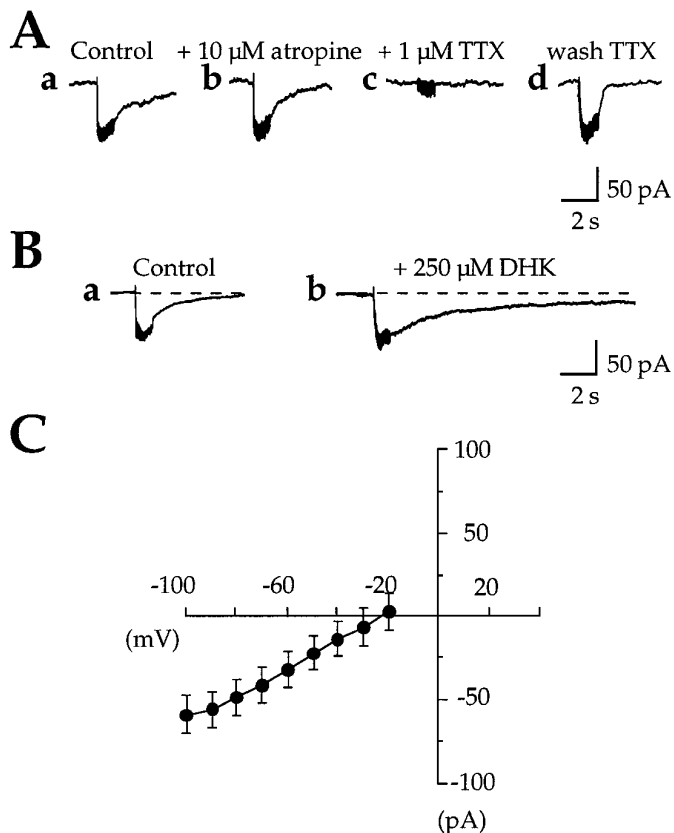 A
Control + 10 µM atropine + 1 µM TTX wash TTX
a b c d
50 pA
2 s
B
Control + 250 µM DHK
a b
50 pA
2 s
C
100
50
-100 -60 -20 20
(mV)
-50
-100
(pA)